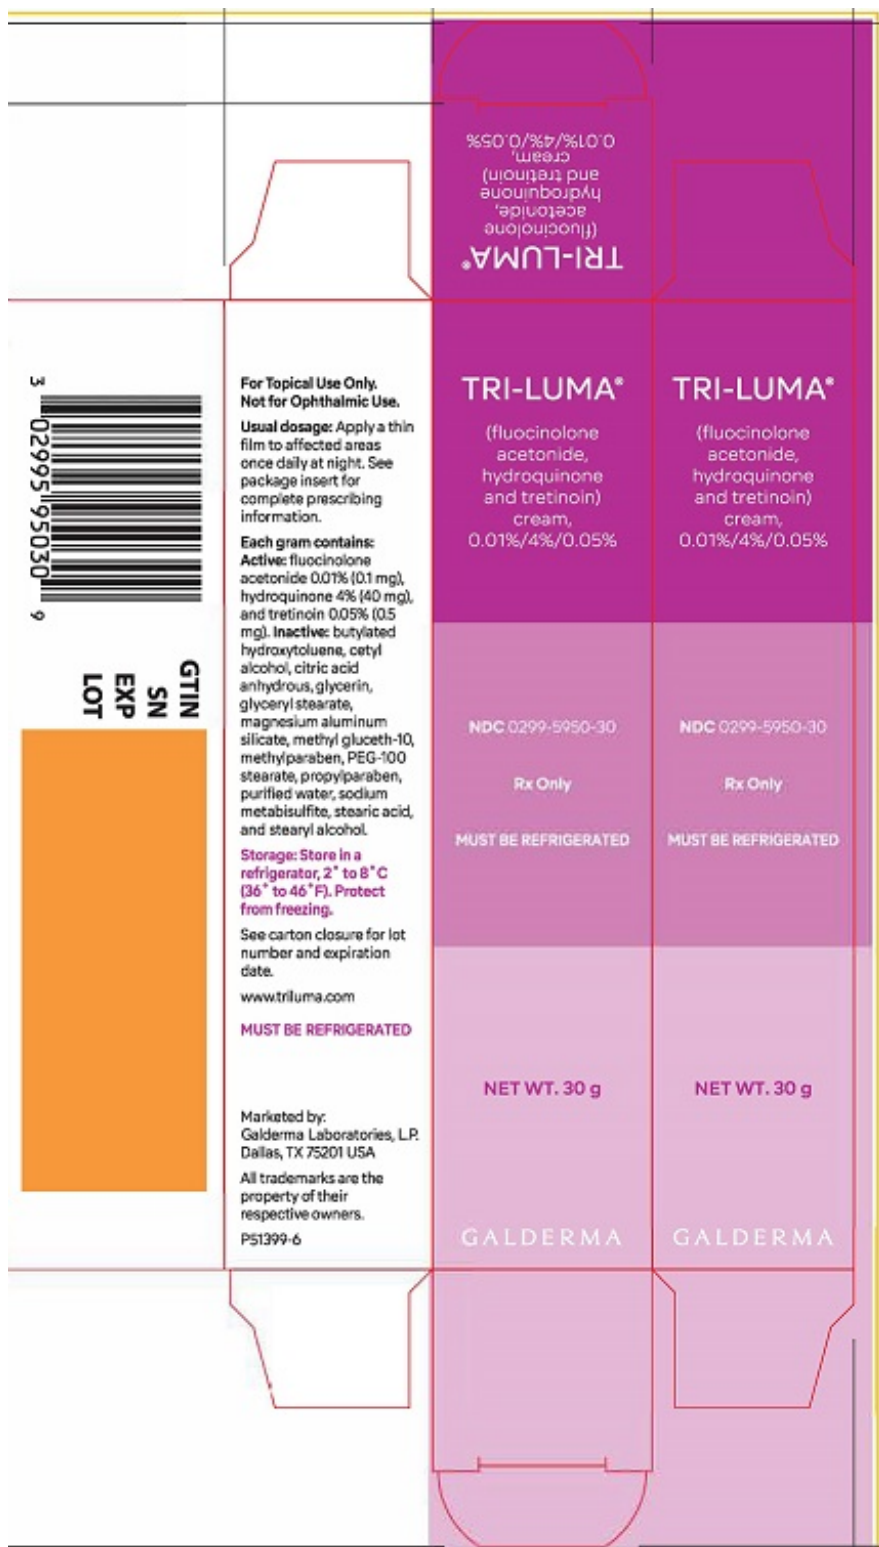 TRI-LUMA®
(fluocinolone
acetonide,
hydroquinone
and tretinoin)
cream,
0.01%/4%/0.05%
3 02995 95030 9
GTIN
SN
EXP
LOT
For Topical Use Only.
Not for Ophthalmic Use.
Usual dosage: Apply a thin
film to affected areas
once daily at night. See
package insert for
complete prescribing
information.
Each gram contains:
Active: fluocinolone
acetonide 0.01% (0.1 mg),
hydroquinone 4% (40 mg),
and tretinoin 0.05% (0.5
mg). Inactive: butylated
hydroxytoluene, cetyl
alcohol, citric acid
anhydrous, glycerin,
glyceryl stearate,
magnesium aluminum
silicate, methyl gluceth-10,
methylparaben, PEG-100
stearate, propylparaben,
purified water, sodium
metabisulfite, stearic acid,
and stearyl alcohol.
Storage: Store in a
refrigerator, 2° to 8°C
(36° to 46°F). Protect
from freezing.
See carton closure for lot
number and expiration
date.
www.triluma.com
MUST BE REFRIGERATED
Marketed by:
Galderma Laboratories, L.P.
Dallas, TX 75201 USA
All trademarks are the
property of their
respective owners.
P51399-6
TRI-LUMA®
(fluocinolone
acetonide,
hydroquinone
and tretinoin)
cream,
0.01%/4%/0.05%
NDC 0299-5950-30
Rx Only
MUST BE REFRIGERATED
NET WT. 30 g
GALDERMA
TRI-LUMA®
(fluocinolone
acetonide,
hydroquinone
and tretinoin)
cream,
0.01%/4%/0.05%
NDC 0299-5950-30
Rx Only
MUST BE REFRIGERATED
NET WT. 30 g
GALDERMA